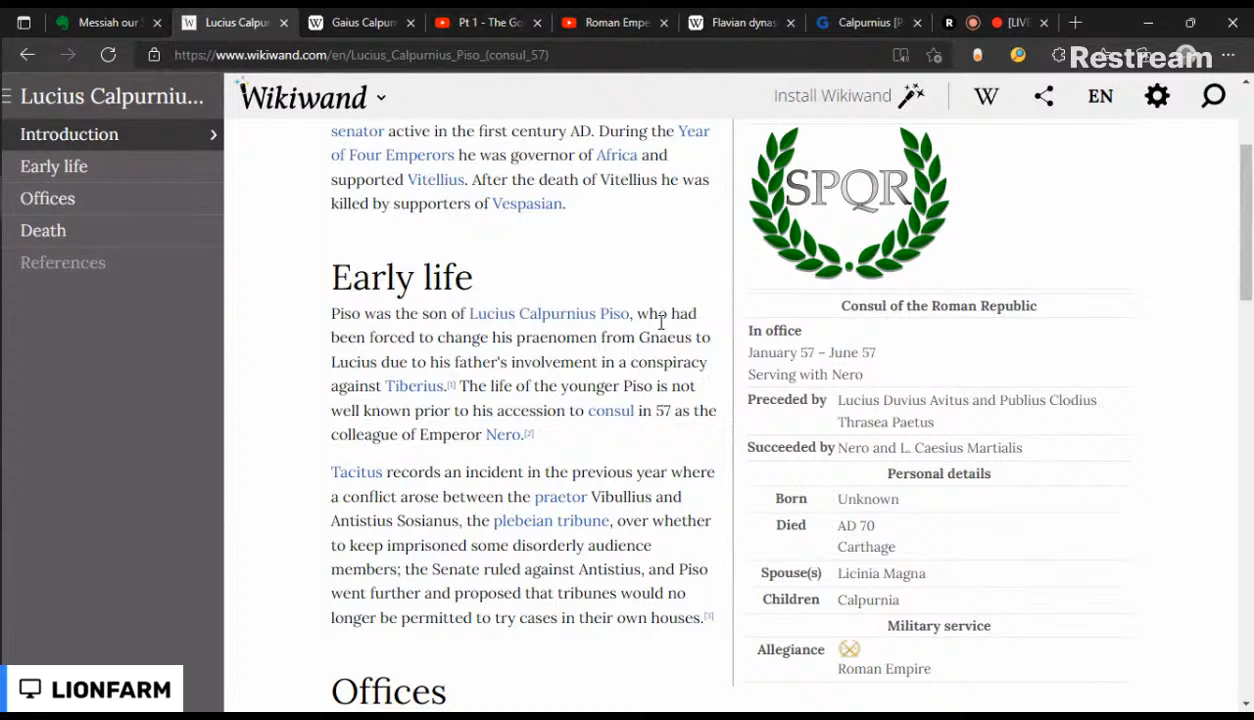 Messiah our S
Lucius Calpur
Gaius Calpurn
Pt 1 - The Go
Roman Empe
Flavian dynas
Calpurnius [P
[LIVE
https://www.wikiwand.com/en/Lucius_Calpurnius_Piso_(consul_57)
Restream
Lucius Calpurniu...
Wikiwand
Install Wikiwand
W
EN
Introduction
Early life
Offices
Death
References
senator active in the first century AD. During the Year
of Four Emperors he was governor of Africa and
supported Vitellius. After the death of Vitellius he was
killed by supporters of Vespasian.
Early life
Piso was the son of Lucius Calpurnius Piso, who had
been forced to change his praenomen from Gnaeus to
Lucius due to his father's involvement in a conspiracy
against Tiberius.[1] The life of the younger Piso is not
well known prior to his accession to consul in 57 as the
colleague of Emperor Nero.[2]
Tacitus records an incident in the previous year where
a conflict arose between the praetor Vibullius and
Antistius Sosianus, the plebeian tribune, over whether
to keep imprisoned some disorderly audience
members; the Senate ruled against Antistius, and Piso
went further and proposed that tribunes would no
longer be permitted to try cases in their own houses.[3]
Offices
SPQR
Consul of the Roman Republic
In office
January 57 – June 57
Serving with Nero
Preceded by Lucius Duvius Avitus and Publius Clodius
Thrasea Paetus
Succeeded by Nero and L. Caesius Martialis
Personal details
Born Unknown
Died AD 70
Carthage
Spouse(s) Licinia Magna
Children Calpurnia
Military service
Allegiance
Roman Empire
LIONFARM